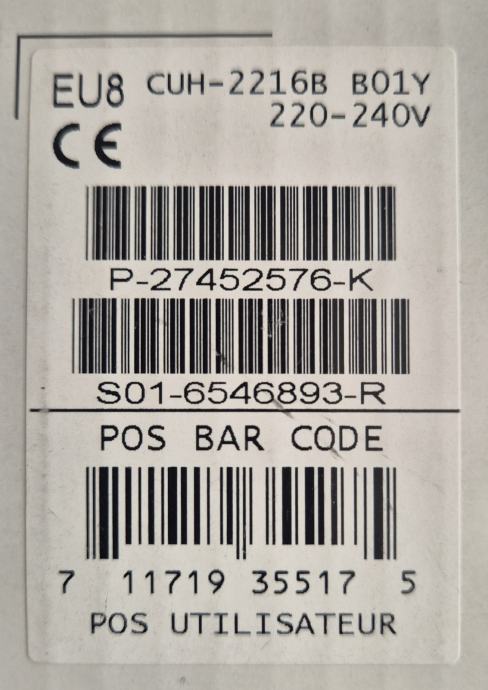 EU8 CUH-2216B B01Y
220-240V
CE
P-27452576-K
S01-6546893-R
POS BAR CODE
7 11719 35517 5
POS UTILISATEUR